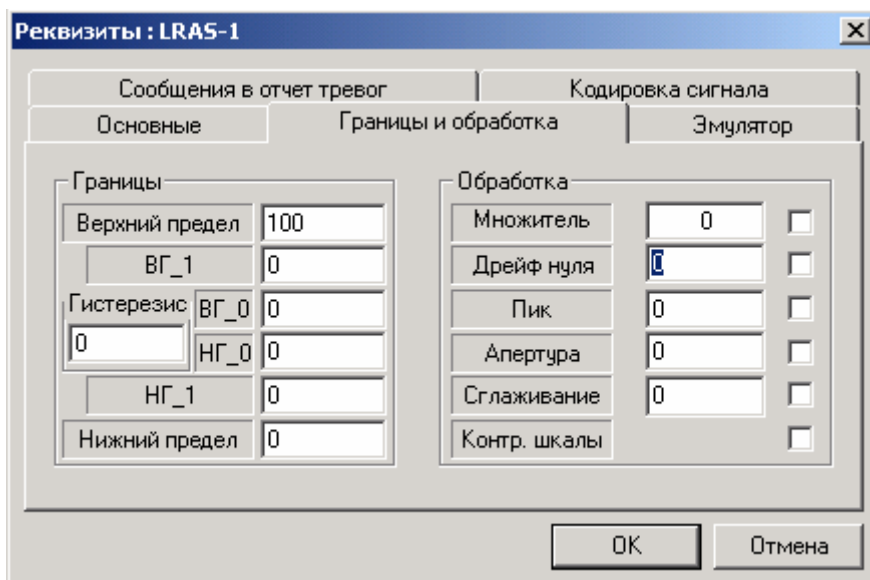 Реквизиты : LRAS-1
Сообщения в отчет тревог
Кодировка сигнала
Основные
Границы и обработка
Эмулятор
Границы
Верхний предел 100
ВГ_1 0
Гистерезис
0
ВГ_0 0
НГ_0 0
НГ_1 0
Нижний предел 0
Обработка
Множитель 0
Дрейф нуля 0
Пик 0
Апертура 0
Сглаживание 0
Контр. шкалы
OK
Отмена